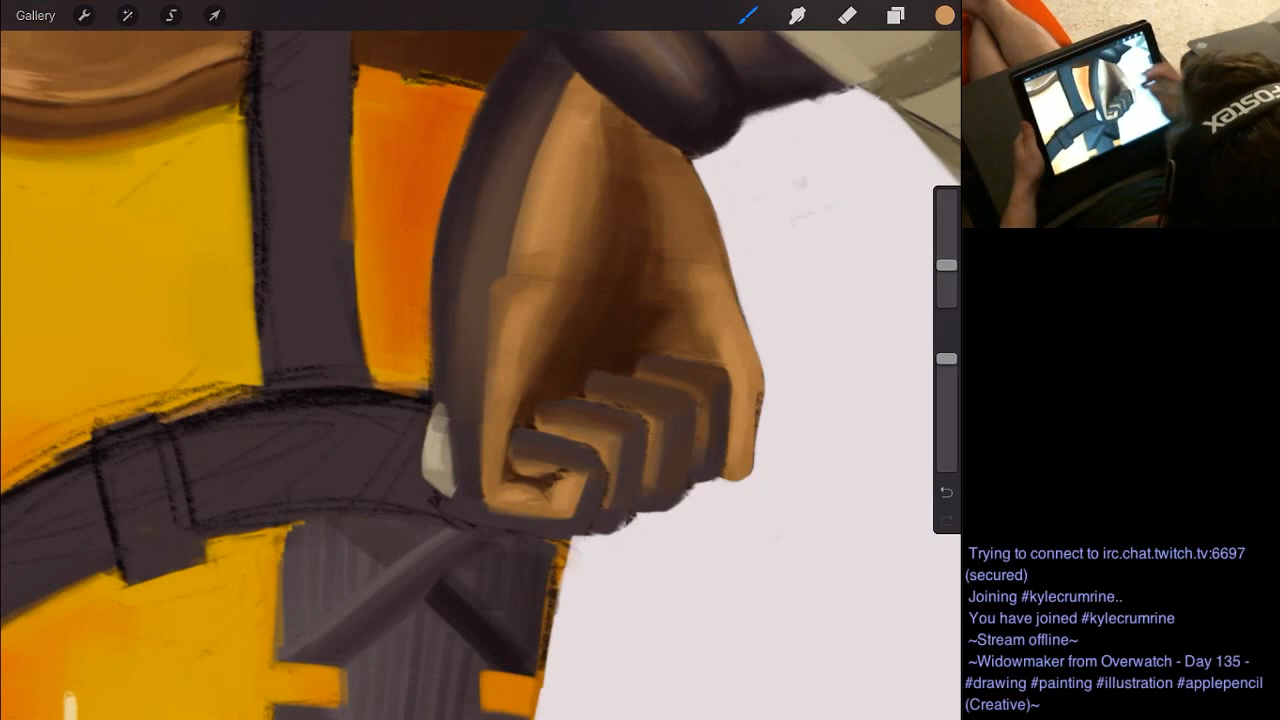 Gallery
Fostex
Trying to connect to irc.chat.twitch.tv:6697
(secured)
Joining #kylecrumrine..
You have joined #kylecrumrine
~Stream offline~
~Widowmaker from Overwatch - Day 135 -
#drawing #painting #illustration #applepencil
(Creative)~